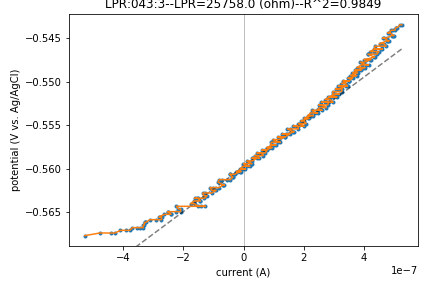 LPR:043:3--LPR=25758.0 (ohm)--R^2=0.9849
potential (V vs. Ag/AgCl)
−0.545
−0.550
−0.555
−0.560
−0.565
−4 −2 0 2 4
current (A)
1e−7